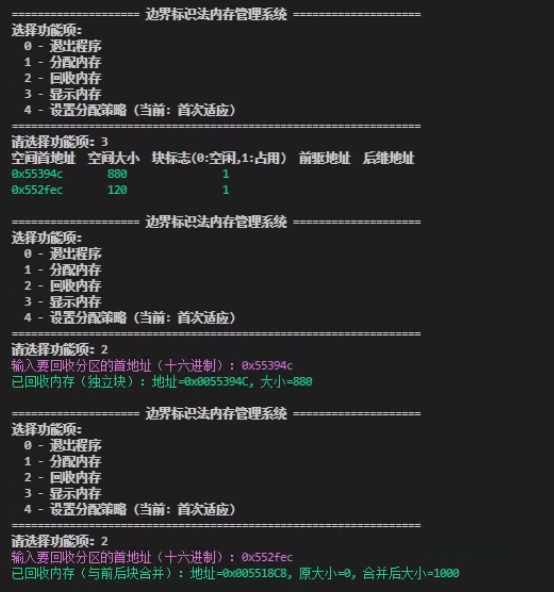 ==================== 边界标识法内存管理系统 ====================
选择功能项：
0 - 退出程序
1 - 分配内存
2 - 回收内存
3 - 显示内存
4 - 设置分配策略（当前：首次适应）
================================================================
请选择功能项：3
空间首地址 空间大小 块标志(0:空闲,1:占用) 前驱地址 后继地址
0x55394c 880 1
0x552fec 120 1
==================== 边界标识法内存管理系统 ====================
选择功能项：
0 - 退出程序
1 - 分配内存
2 - 回收内存
3 - 显示内存
4 - 设置分配策略（当前：首次适应）
================================================================
请选择功能项：2
输入要回收分区的首地址（十六进制）：0x55394c
已回收内存（独立块）：地址=0x0055394C, 大小=880
==================== 边界标识法内存管理系统 ====================
选择功能项：
0 - 退出程序
1 - 分配内存
2 - 回收内存
3 - 显示内存
4 - 设置分配策略（当前：首次适应）
================================================================
请选择功能项：2
输入要回收分区的首地址（十六进制）：0x552fec
已回收内存（与前后块合并）：地址=0x005518C8, 原大小=0, 合并后大小=1000